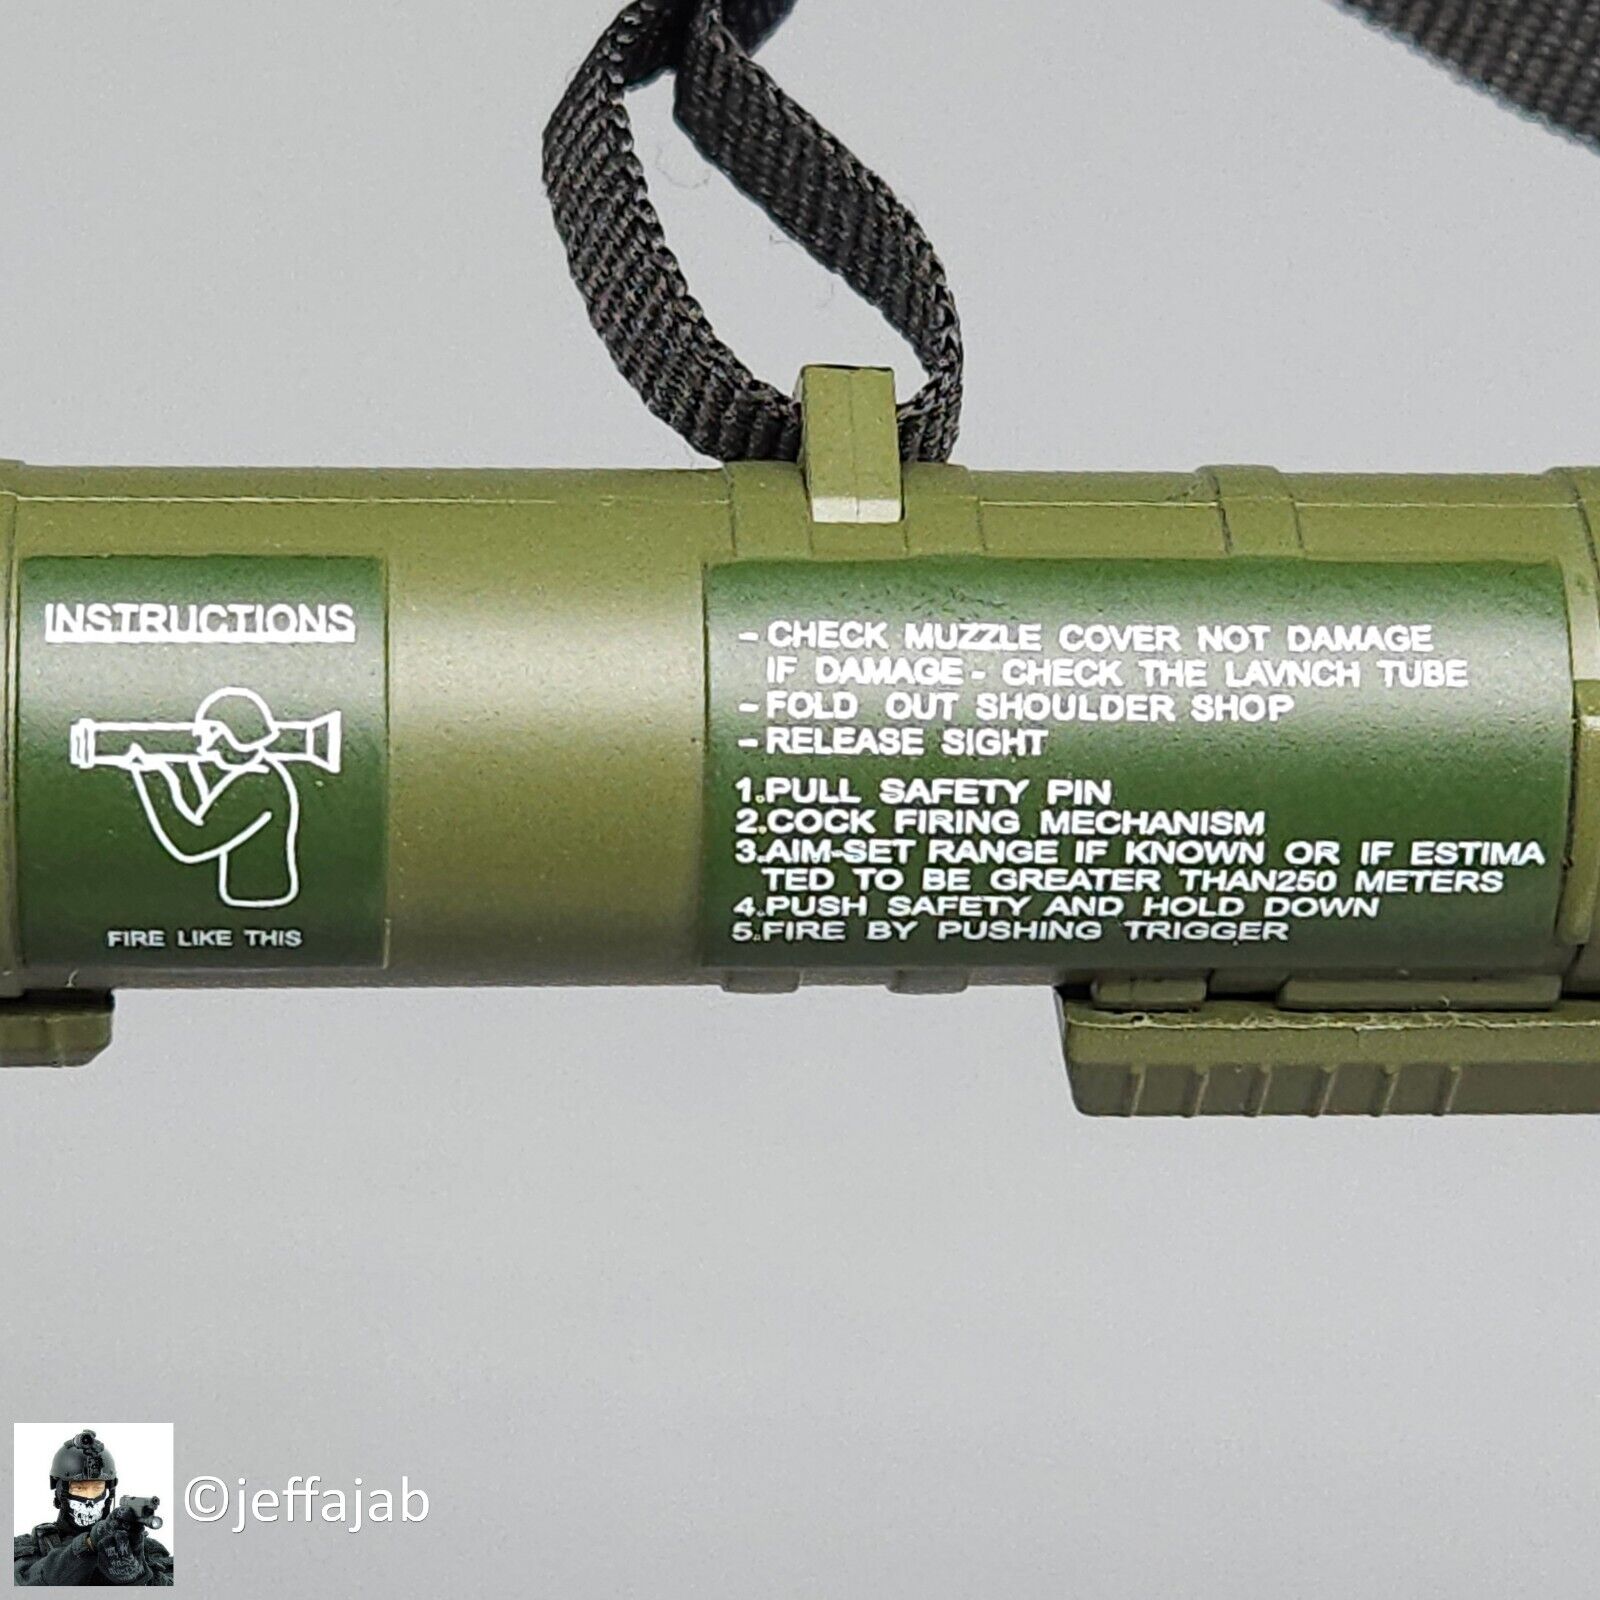 INSTRUCTIONS
FIRE LIKE THIS
- CHECK MUZZLE COVER NOT DAMAGE
IF DAMAGE - CHECK THE LAVNCH TUBE
- FOLD OUT SHOULDER SHOP
- RELEASE SIGHT
1.PULL SAFETY PIN
2.COCK FIRING MECHANISM
3.AIM-SET RANGE IF KNOWN OR IF ESTIMA
TED TO BE GREATER THAN250 METERS
4.PUSH SAFETY AND HOLD DOWN
5.FIRE BY PUSHING TRIGGER
©jeffajab